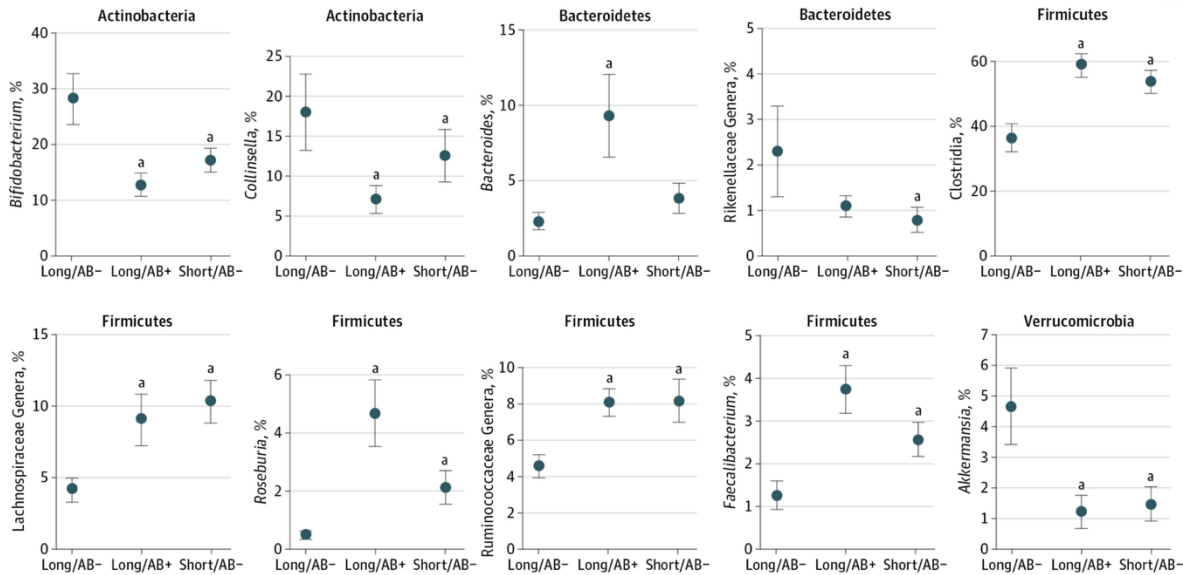 Actinobacteria
Bifidobacterium, %
40
30
20
10
0
a
a
Long/AB− Long/AB+ Short/AB−
Actinobacteria
Collinsella, %
25
20
15
10
5
0
a
a
Long/AB− Long/AB+ Short/AB−
Bacteroidetes
Bacteroides, %
15
10
5
0
a
Long/AB− Long/AB+ Short/AB−
Bacteroidetes
Rikenellaceae Genera, %
5
4
3
2
1
0
a
Long/AB− Long/AB+ Short/AB−
Firmicutes
Clostridia, %
60
40
20
0
a
a
Long/AB− Long/AB+ Short/AB−
Firmicutes
Lachnospiraceae Genera, %
15
10
5
0
a
a
Long/AB− Long/AB+ Short/AB−
Firmicutes
Roseburia, %
6
4
2
0
a
a
Long/AB− Long/AB+ Short/AB−
Firmicutes
Ruminococcaceae Genera, %
10
8
6
4
2
0
a
a
Long/AB− Long/AB+ Short/AB−
Firmicutes
Faecalibacterium, %
5
4
3
2
1
0
a
a
Long/AB− Long/AB+ Short/AB−
Verrucomicrobia
Akkermansia, %
7
6
5
4
3
2
1
0
a
a
Long/AB− Long/AB+ Short/AB−